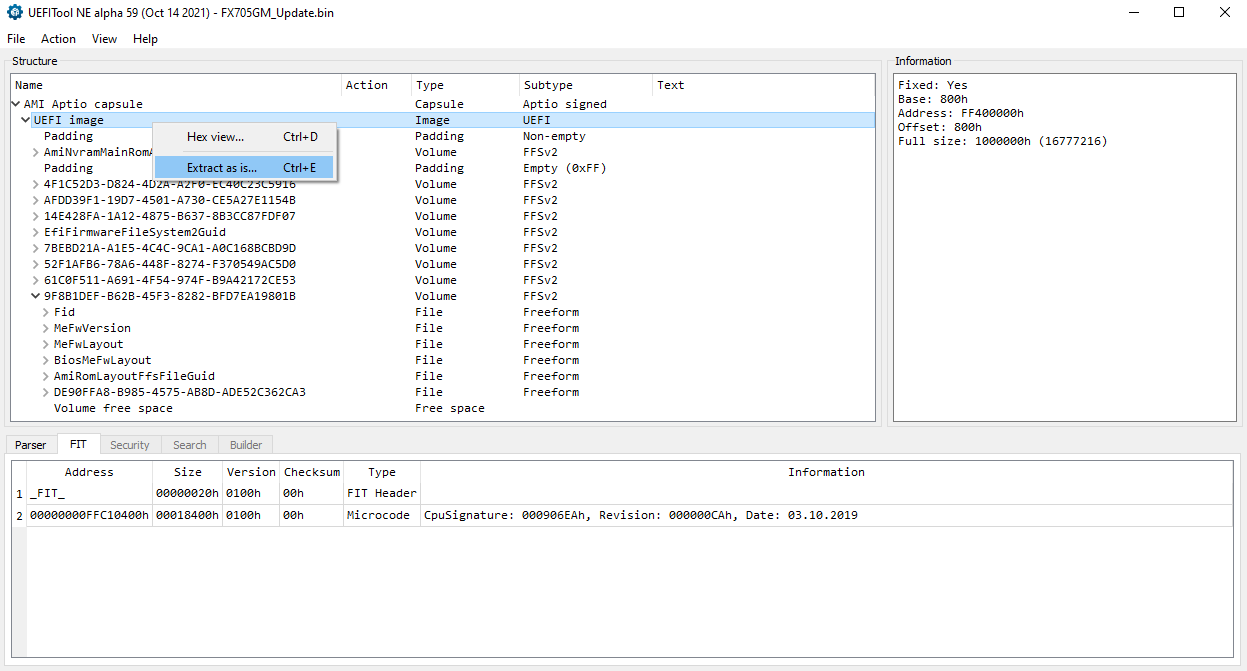 UEFITool NE alpha 59 (Oct 14 2021) - FX705GM_Update.bin
File Action View Help
Structure
Name Action Type Subtype Text
AMI Aptio capsule Capsule Aptio signed
UEFI image Image UEFI
Padding Padding Non-empty
AmiNvramMainRomA Volume FFSv2
Padding Padding Empty (0xFF)
4F1C52D3-D824-4D2A-A2F0-EC40C23C5916 Volume FFSv2
AFDD39F1-19D7-4501-A730-CE5A27E1154B Volume FFSv2
14E428FA-1A12-4875-B637-8B3CC87FDF07 Volume FFSv2
EfiFirmwareFileSystem2Guid Volume FFSv2
7BEBD21A-A1E5-4C4C-9CA1-A0C168BCBD9D Volume FFSv2
52F1AFB6-78A6-448F-8274-F370549AC5D0 Volume FFSv2
61C0F511-A691-4F54-974F-B9A42172CE53 Volume FFSv2
9F8B1DEF-B62B-45F3-8282-BFD7EA19801B Volume FFSv2
Fid File Freeform
MeFwVersion File Freeform
MeFwLayout File Freeform
BiosMeFwLayout File Freeform
AmiRomLayoutFfsFileGuid File Freeform
DE90FFA8-B985-4575-AB8D-ADE52C362CA3 File Freeform
Volume free space Free space
Hex view... Ctrl+D
Extract as is... Ctrl+E
Information
Fixed: Yes
Base: 800h
Address: FF400000h
Offset: 800h
Full size: 1000000h (16777216)
Parser FIT Security Search Builder
Address Size Version Checksum Type Information
1 _FIT_ 00000020h 0100h 00h FIT Header
2 00000000FFC10400h 00018400h 0100h 00h Microcode CpuSignature: 000906EAh, Revision: 000000CAh, Date: 03.10.2019